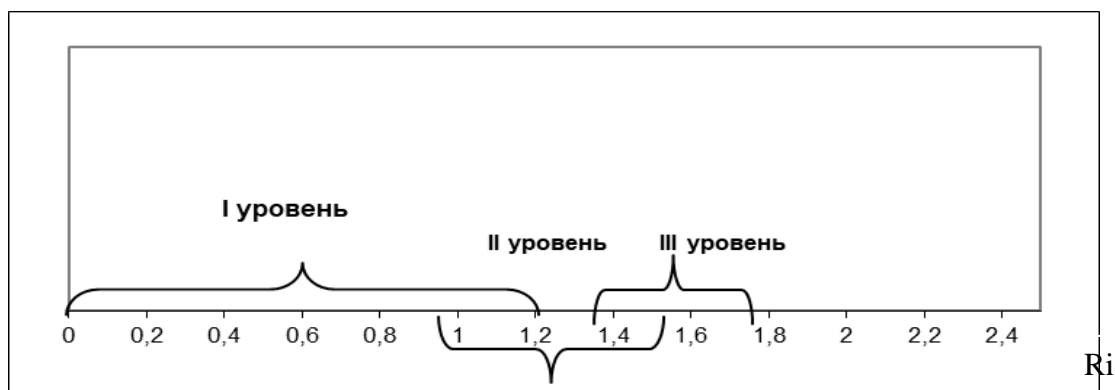 I уровень
II уровень III уровень
0 0,2 0,4 0,6 0,8 1 1,2 1,4 1,6 1,8 2 2,2 2,4
Ri